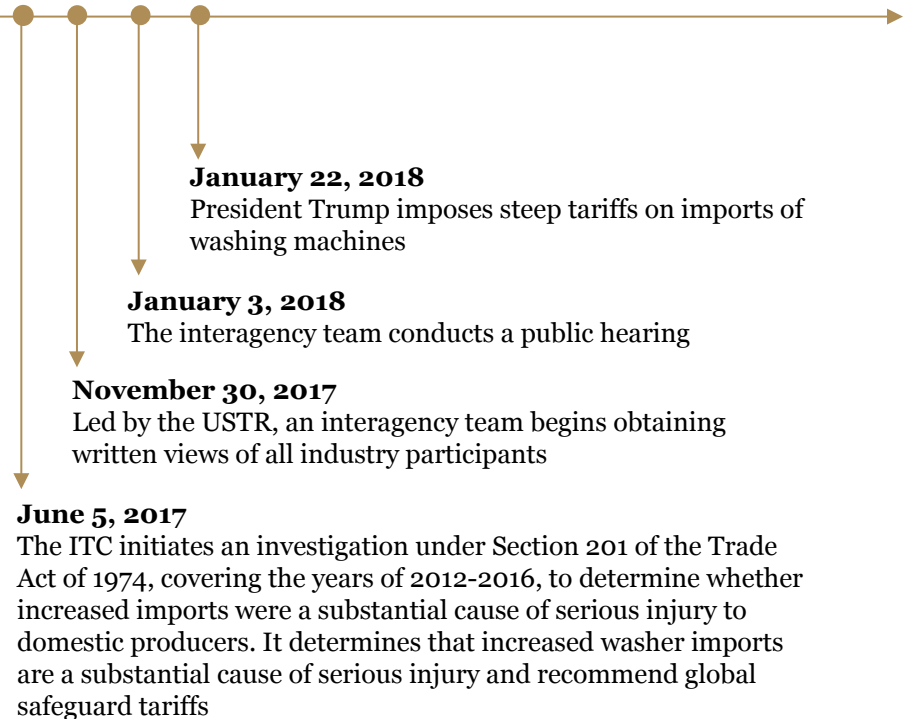 January 22, 2018
President Trump imposes steep tariffs on imports of
washing machines
January 3, 2018
The interagency team conducts a public hearing
November 30, 2017
Led by the USTR, an interagency team begins obtaining
written views of all industry participants
June 5, 2017
The ITC initiates an investigation under Section 201 of the Trade
Act of 1974, covering the years of 2012-2016, to determine whether
increased imports were a substantial cause of serious injury to
domestic producers. It determines that increased washer imports
are a substantial cause of serious injury and recommend global
safeguard tariffs